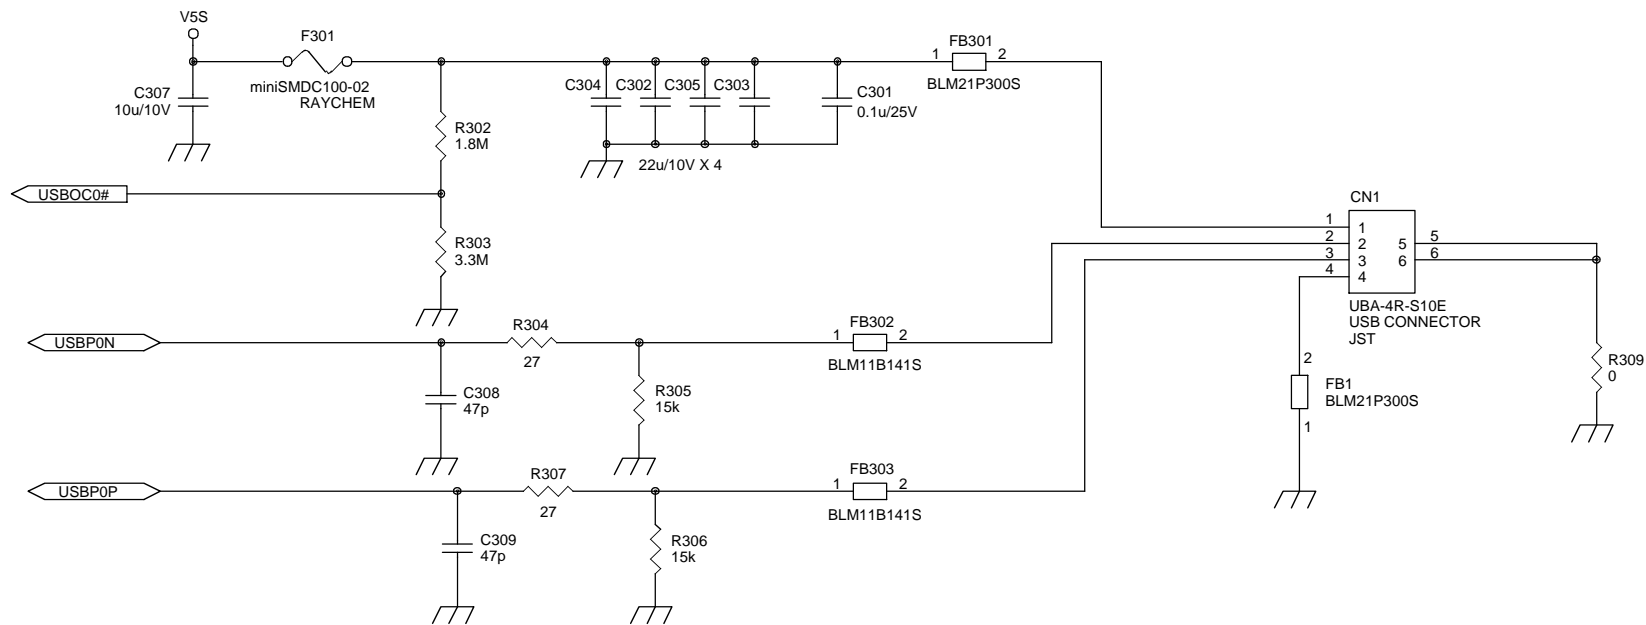 V5S
F301
miniSMDC100-02
RAYCHEM
C307
10u/10V
C304
C302
C305
C303
C301
0.1u/25V
22u/10V X 4
1
FB301
2
BLM21P300S
R302
1.8M
USBOC0#
R303
3.3M
CN1
1
2
3
4
1
2
3
4
5
6
5
6
UBA-4R-S10E
USB CONNECTOR
JST
USBP0N
R304
27
C308
47p
R305
15k
1
FB302
2
BLM11B141S
2
FB1
BLM21P300S
1
R309
0
USBP0P
R307
27
C309
47p
R306
15k
1
FB303
2
BLM11B141S